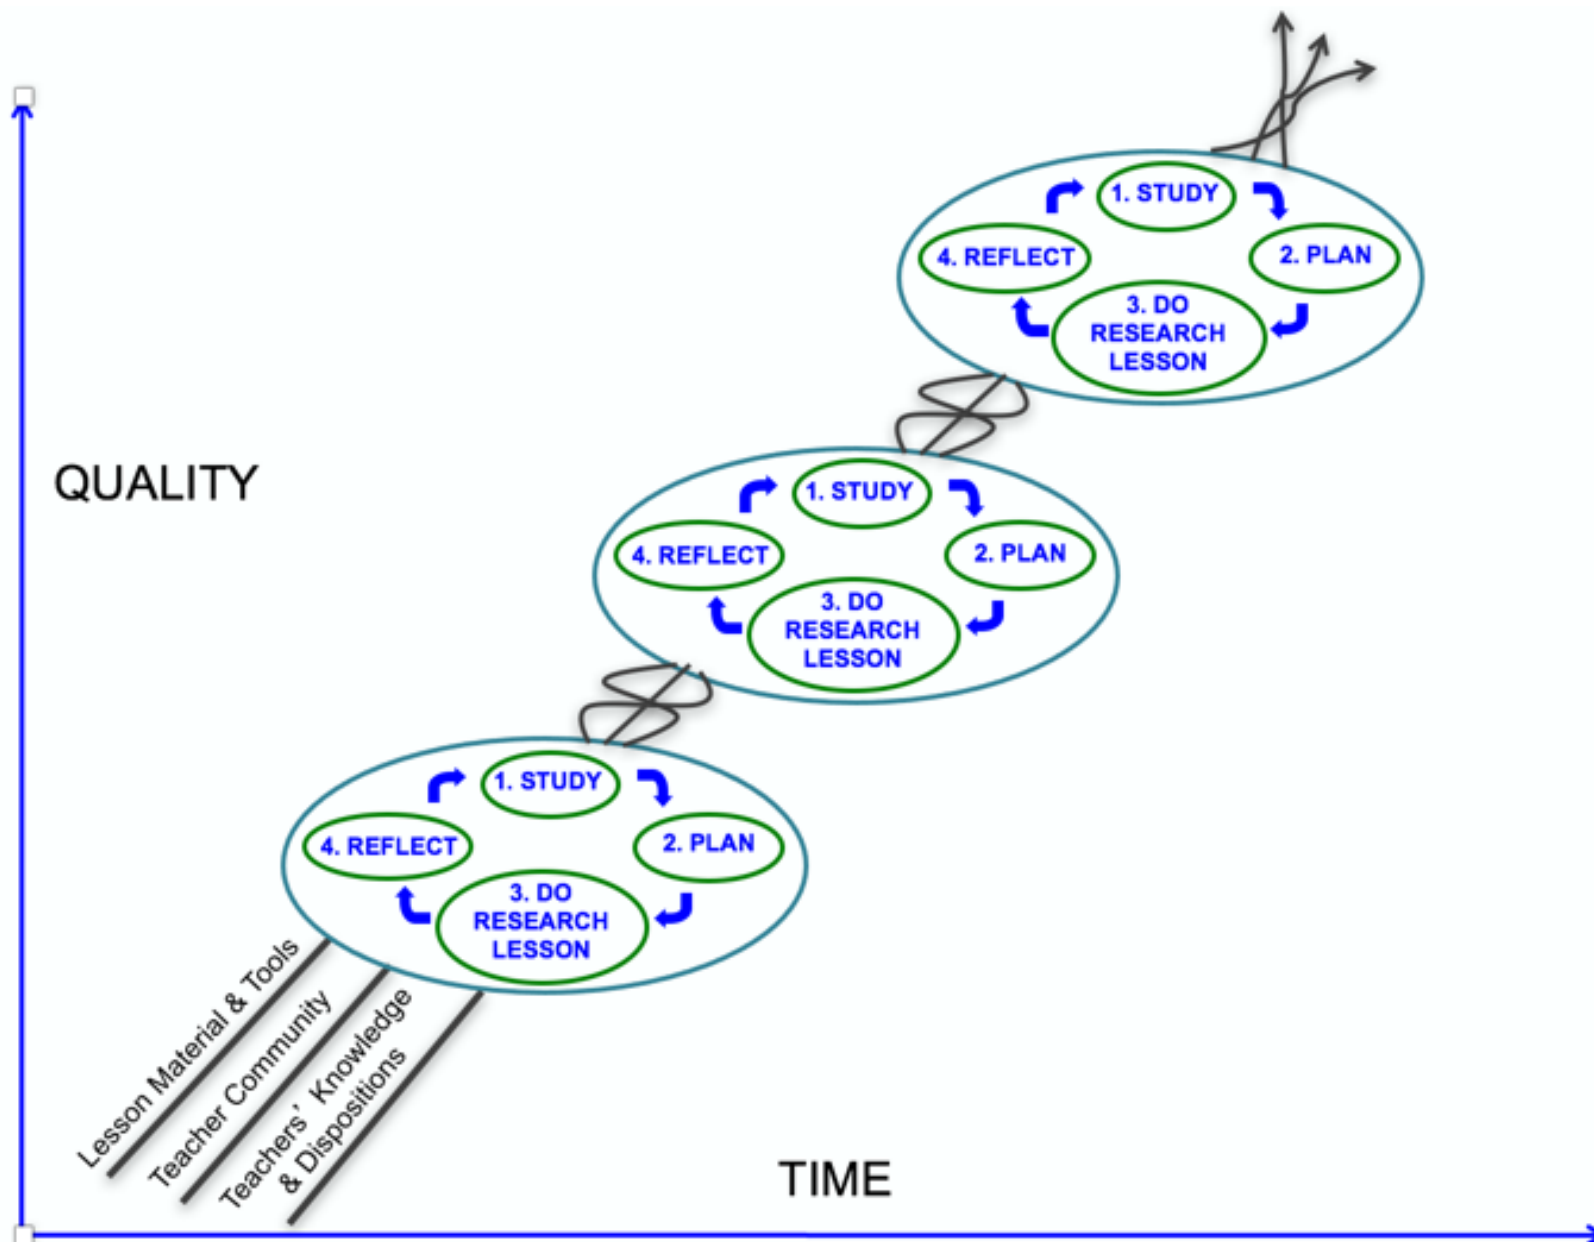 1. STUDY
4. REFLECT
2. PLAN
3. DO
RESEARCH
LESSON
QUALITY
1. STUDY
4. REFLECT
2. PLAN
3. DO
RESEARCH
LESSON
1. STUDY
4. REFLECT
2. PLAN
3. DO
RESEARCH
LESSON
Lesson Material & Tools
Teacher Community
Teachers' Knowledge
& Dispositions
TIME